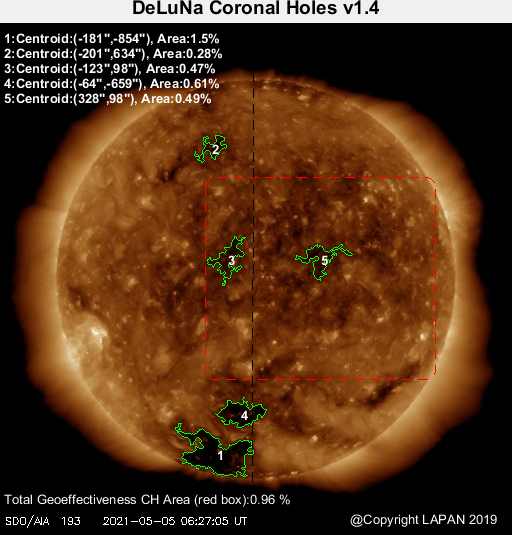 DeLuNa Coronal Holes v1.4
1:Centroid:(-181",-854"), Area:1.5%
2:Centroid:(-201",634"), Area:0.28%
3:Centroid:(-123",98"), Area:0.47%
4:Centroid:(-64",-659"), Area:0.61%
5:Centroid:(328",98"), Area:0.49%
2
3
5
4
1
Total Geoeffectiveness CH Area (red box):0.96 %
SDO/AIA 193 2021-05-05 06:27:05 UT
@Copyright LAPAN 2019